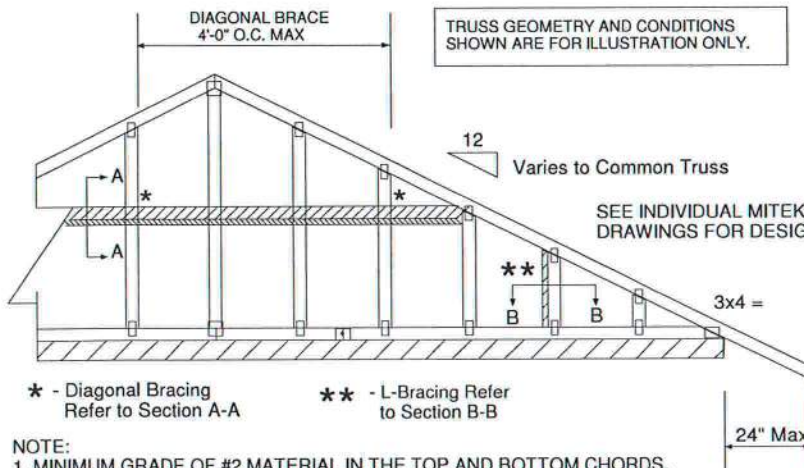 DIAGONAL BRACE
4'-0" O.C. MAX
TRUSS GEOMETRY AND CONDITIONS
SHOWN ARE FOR ILLUSTRATION ONLY.
12
Varies to Common Truss
A
*
*
SEE INDIVIDUAL MITEK
DRAWINGS FOR DESIG
A
**
B
B
3x4 =
* - Diagonal Bracing
Refer to Section A-A
** - L-Bracing Refer
to Section B-B
24" Max
NOTE:
1. MINIMUM GRADE OF #2 MATERIAL IN THE TOP AND BOTTOM CHORDS.